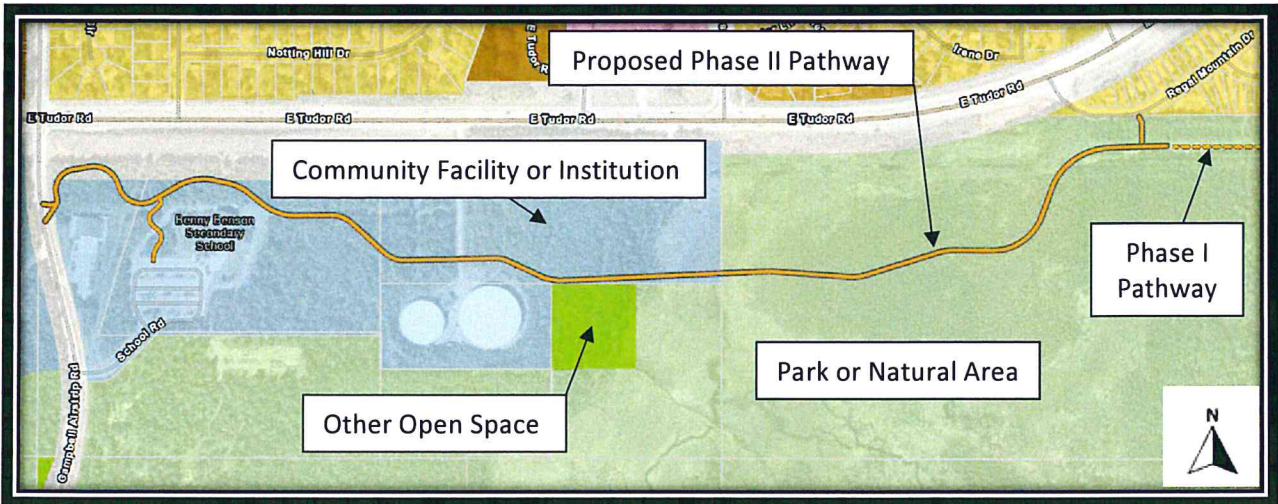 Notting Hill Dr
E Tudor R
Irene Dr
Regal Mountain Dr
Proposed Phase II Pathway
E Tudor Rd
E Tudor Rd
E Tudor Rd
E Tudor Rd
E Tudor Rd
Community Facility or Institution
Benny Benson
Secondary
School
Phase I
Pathway
School Rd
Park or Natural Area
Other Open Space
Campbell Airstrip Rd
N